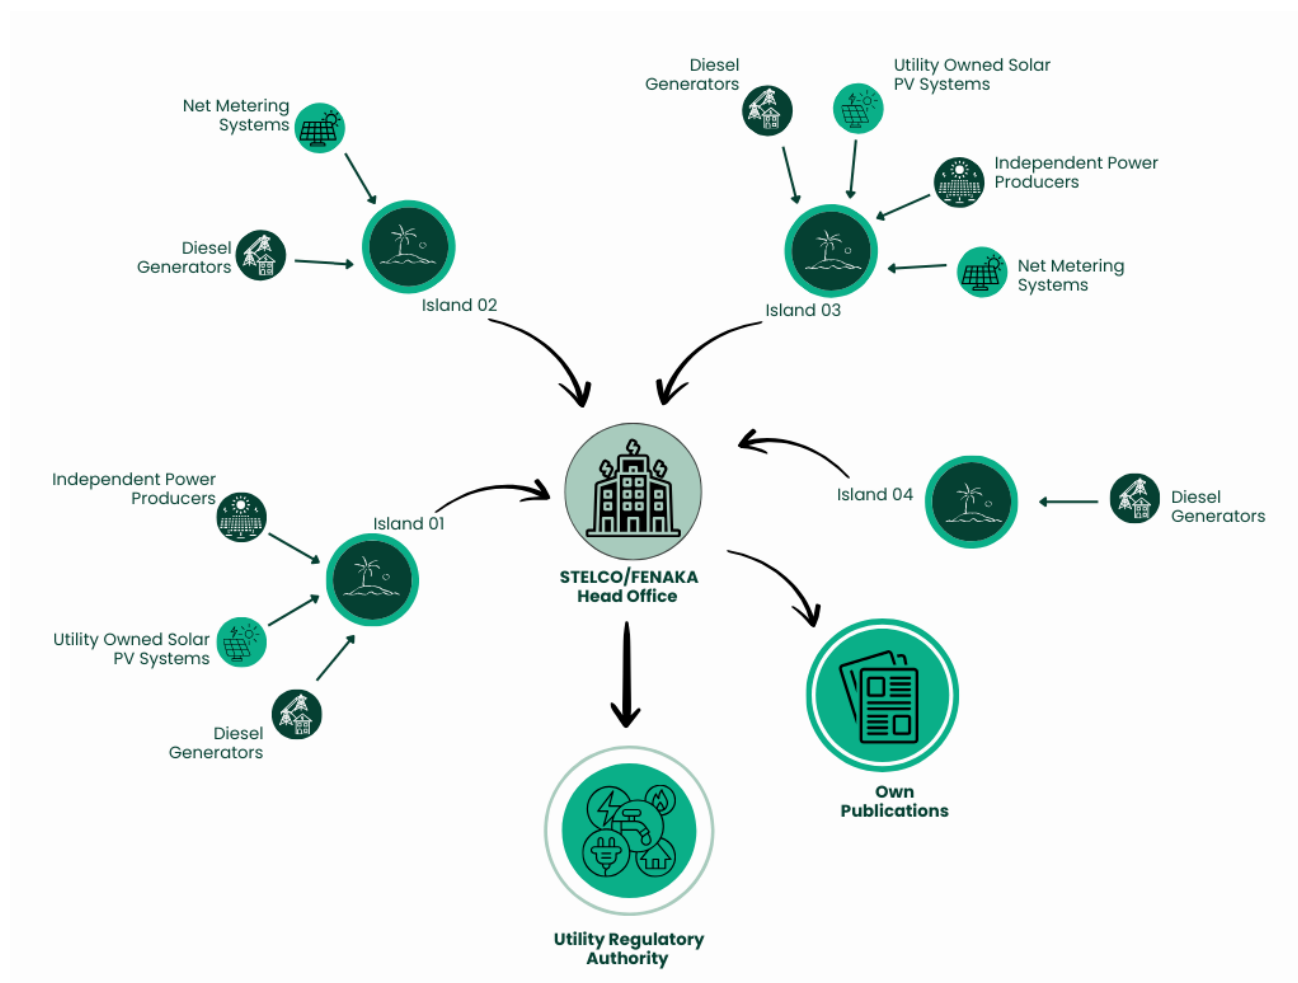 Diesel
Generators
Utility Owned Solar
PV Systems
Net Metering
Systems
Independent Power
Producers
Diesel
Generators
Net Metering
Systems
Island 02
Island 03
Independent Power
Producers
Island 01
Island 04
Diesel
Generators
STELCO/FENAKA
Head Office
Utility Owned Solar
PV Systems
Diesel
Generators
Own
Publications
Utility Regulatory
Authority